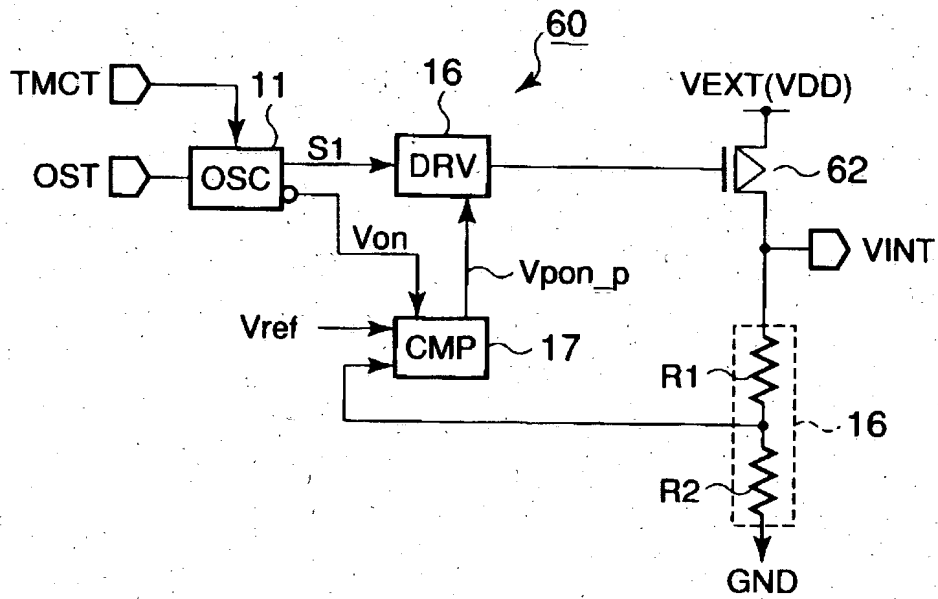 60
TMCT
11
16
VEXT(VDD)
OST
OSC
S1
DRV
62
Von
Vpon_p
VINT
Vref
CMP
17
R1
16
R2
GND